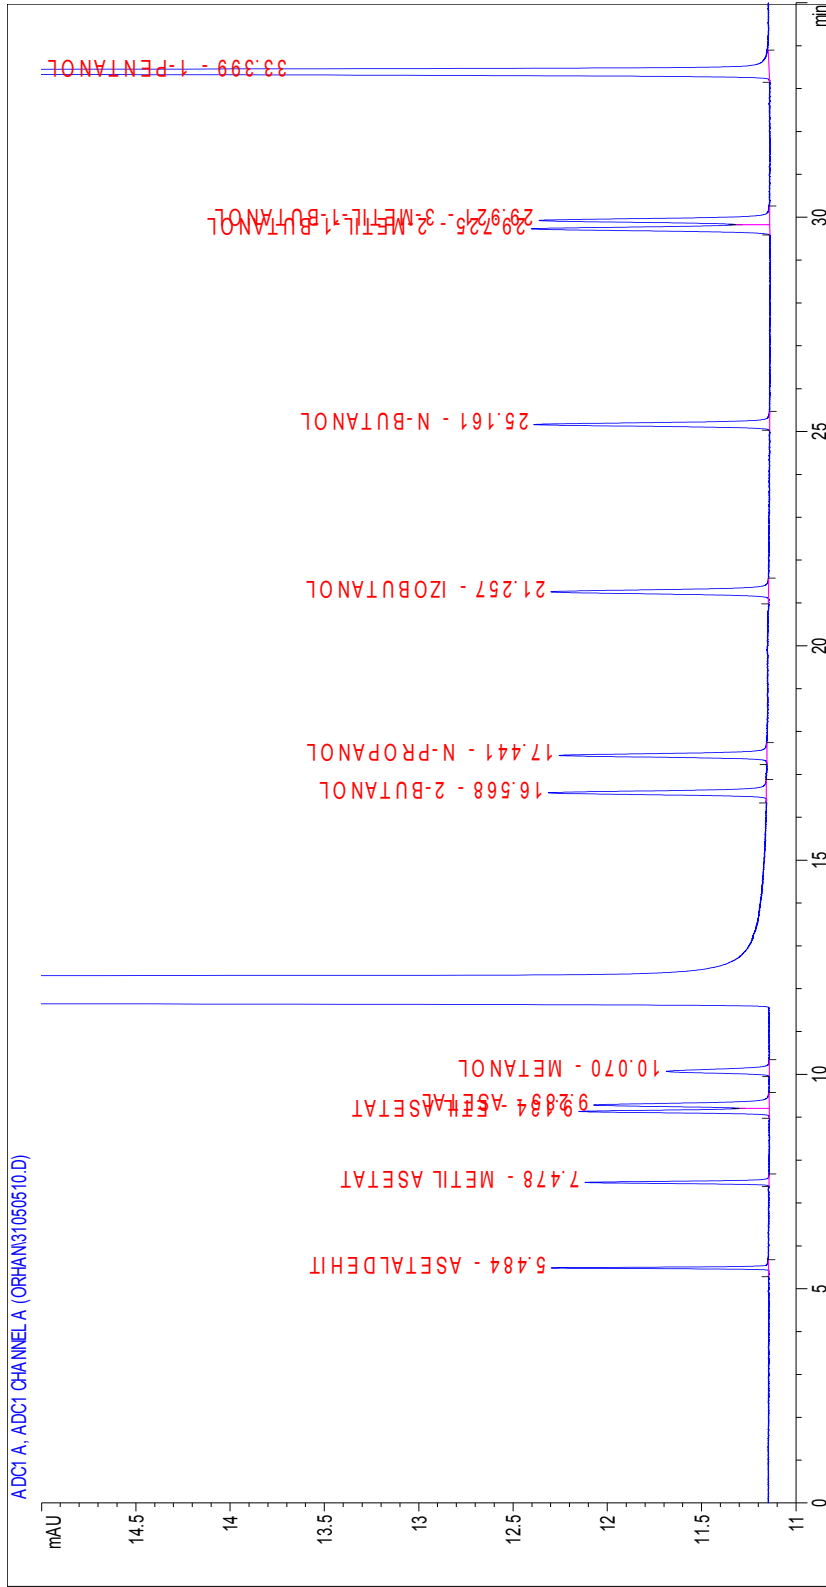 ADC1 A, ADC1 CHANNEL A (ORHAN\31050510.D)
mAU
14.5
14
13.5
13
12.5
12
11.5
11
5.484 - ASETALDEHIT
7.478 - METIL ASETAT
9.134 - ETIL ASETAT
- ASETAL
10.070 - METANOL
16.568 - 2-BUTANOL
17.441 - N-PROPANOL
21.257 - IZOBUTANOL
25.161 - N-BUTANOL
29.725 - 2-METIL-1-BUTANOL
29.921 - 3-METIL-1-BUTANOL
33.399 - 1-PENTANOL
0
5
10
15
20
25
30
min